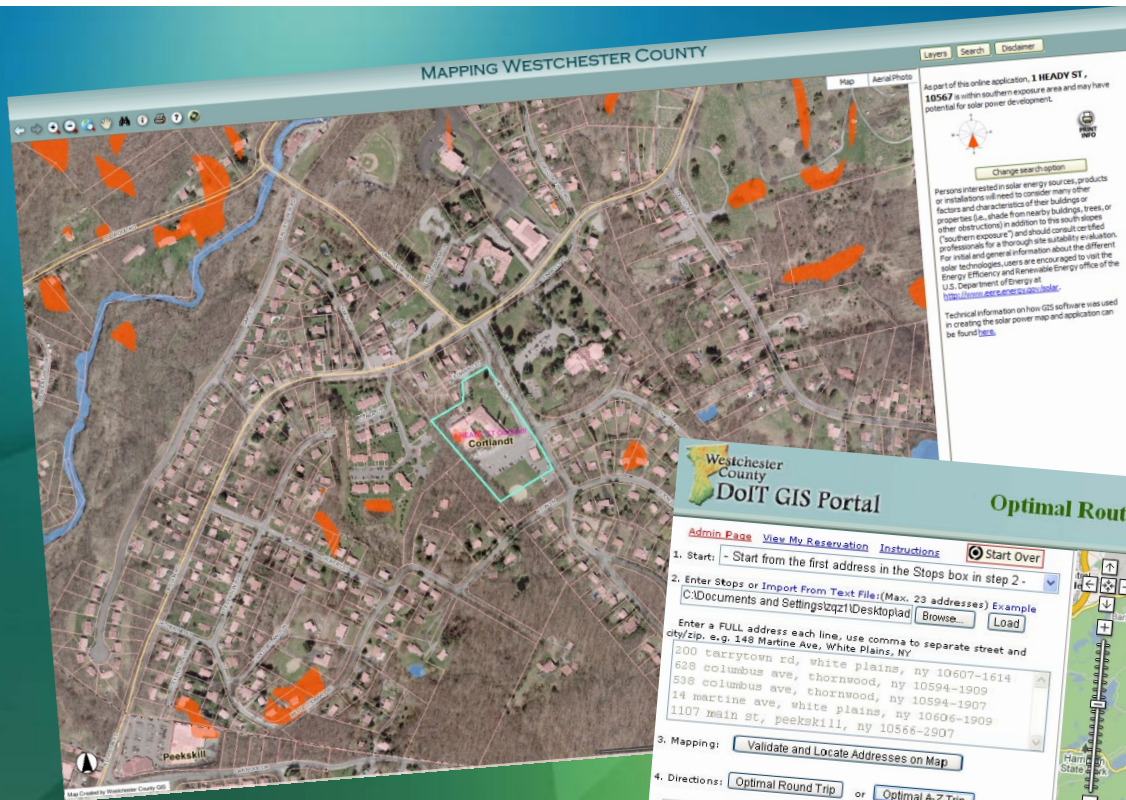 MAPPING WESTCHESTER COUNTY
Layers
Search
Disclaimer
Map
Aerial Photo
As part of this online application, 1 HEADY ST ,
10567 is within southern exposure area and may have
potential for solar power development.
PRINT
INFO
Change search option
Persons interested in solar energy sources, products
or installations will need to consider many other
factors and characteristics of their buildings or
properties (i.e., shade from nearby buildings, trees, or
other obstructions) in addition to this south slopes
("southern exposure") and should consult certified
professionals for a thorough site suitability evaluation.
For initial and general information about the different
solar technologies, users are encouraged to visit the
Energy Efficiency and Renewable Energy office of the
U.S. Department of Energy at
http://www.eere.energy.gov/solar.
Technical information on how GIS software was used
in creating the solar power map and application can
be found here.
Cortlandt
Peekskill
Map Created by Westchester County GIS
Westchester
County
DoIT GIS Portal
Optimal Rout
Admin Page View My Reservation Instructions
Start Over
1. Start: - Start from the first address in the Stops box in step 2 -
2. Enter Stops or Import From Text File:(Max. 23 addresses) Example
C:\Documents and Settings\zqz1\Desktop\ad Browse... Load
Enter a FULL address each line, use comma to separate street and
city/zip. e.g. 148 Martine Ave, White Plains, NY
200 tarrytown rd, white plains, ny 10607-1614
628 columbus ave, thornwood, ny 10594-1909
538 columbus ave, thornwood, ny 10594-1907
14 martine ave, white plains, ny 10606-1909
1107 main st, peekskill, ny 10566-2907
3. Mapping: Validate and Locate Addresses on Map
4. Directions: Optimal Round Trip or Optimal A-Z Trip